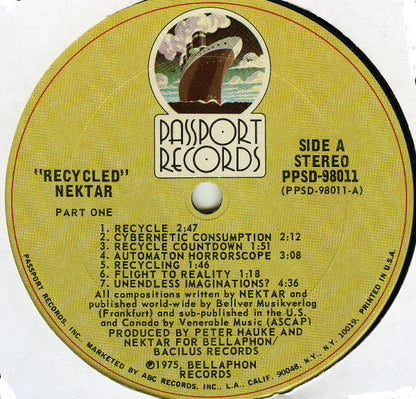 PASSPORT
RECORDS
"RECYCLED"
NEKTAR
SIDE A
STEREO
PPSD-98011
(PPSD-98011-A)
PART ONE
1. RECYCLE 2:47
2. CYBERNETIC CONSUMPTION 2:12
3. RECYCLE COUNTDOWN 1:51
4. AUTOMATON HORRORSCOPE 3:08
5. RECYCLING 1:46
6. FLIGHT TO REALITY 1:18
7. UNENDLESS IMAGINATIONS? 4:36
All compositions written by NEKTAR and
published world-wide by Bellver Musikverlag
(Frankfurt) and sub-published in the U.S.
and Canada by Venerable Music (ASCAP)
PRODUCED BY PETER HAUKE and
NEKTAR FOR BELLAPHON/
BACILUS RECORDS
℗1975, BELLAPHON
RECORDS
PASSPORT RECORDS, INC. MARKETED BY ABC RECORDS, INC., L.A., CALIF. 90048, N.Y., N.Y. 10019. PRINTED IN U.S.A.